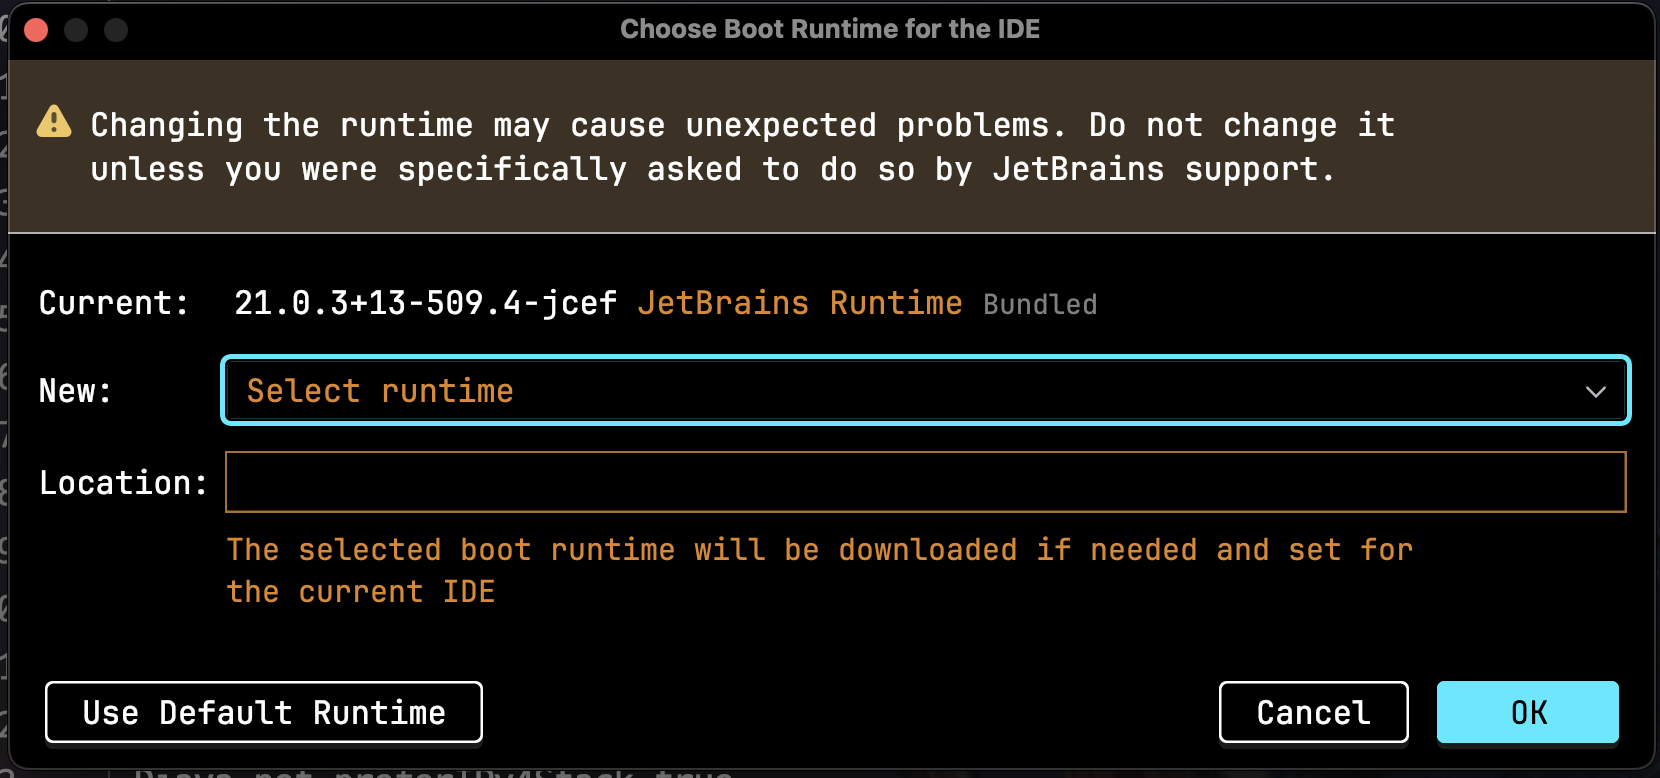 Choose Boot Runtime for the IDE
Changing the runtime may cause unexpected problems. Do not change it
unless you were specifically asked to do so by JetBrains support.
Current: 21.0.3+13-509.4-jcef JetBrains Runtime Bundled
New: Select runtime
Location:
The selected boot runtime will be downloaded if needed and set for
the current IDE
Use Default Runtime Cancel OK